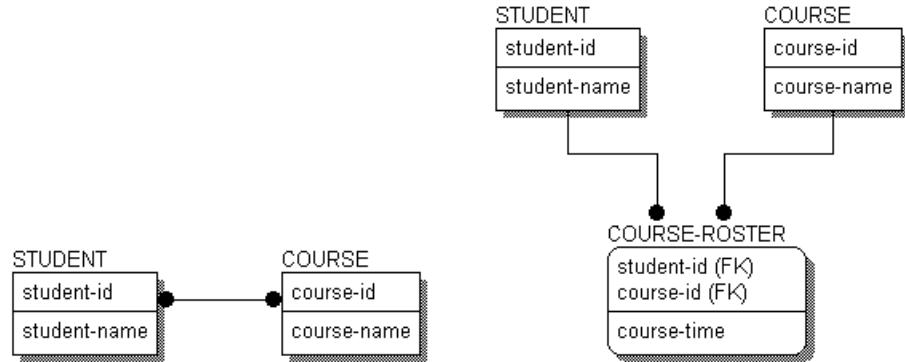 STUDENT
student-id
student-name
COURSE
course-id
course-name
STUDENT
student-id
student-name
COURSE
course-id
course-name
COURSE-ROSTER
student-id (FK)
course-id (FK)
course-time